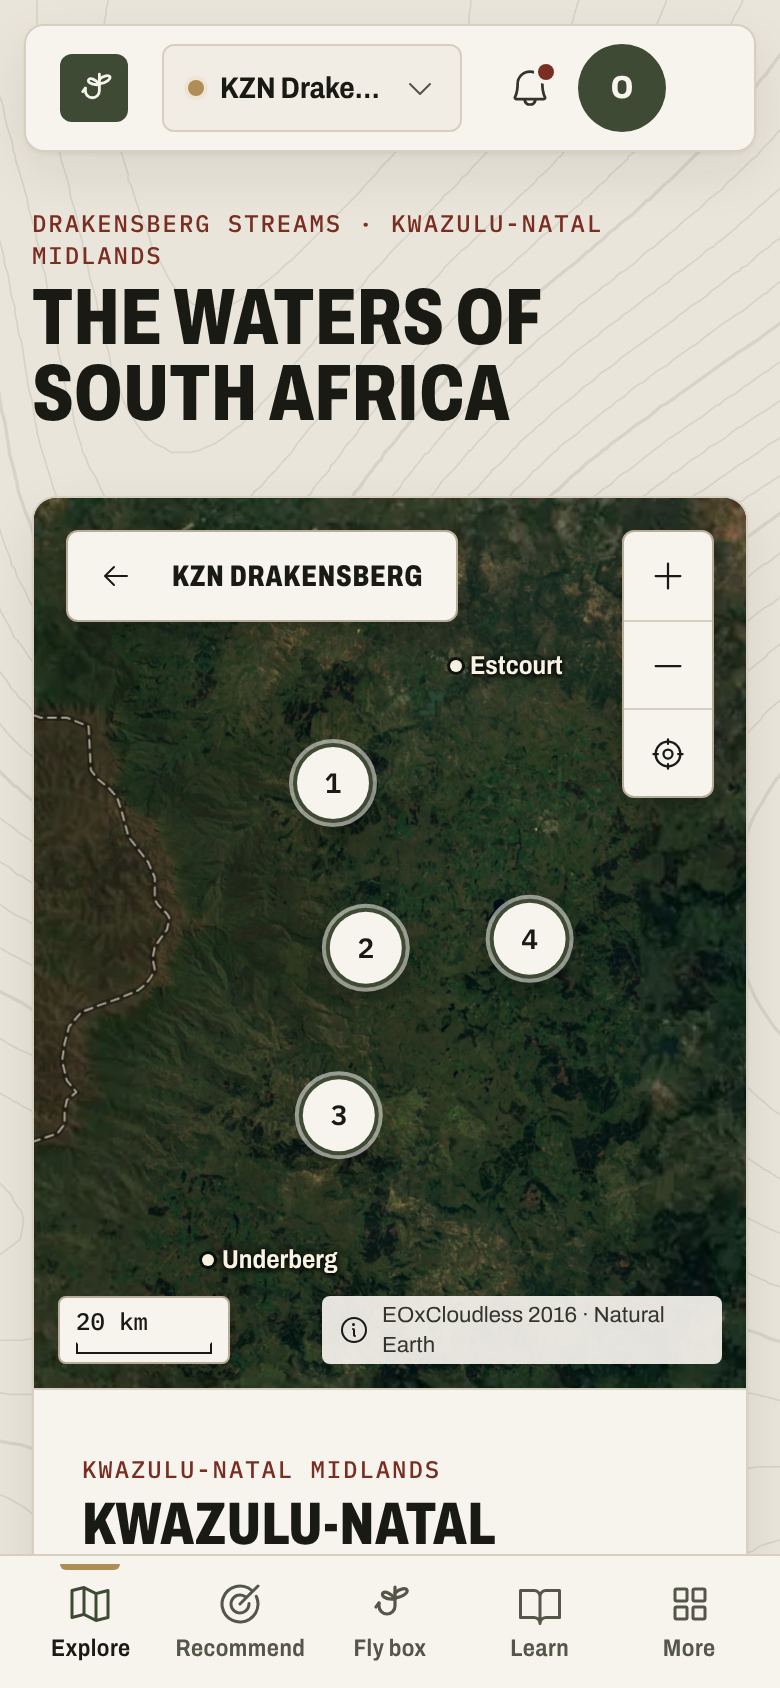 KZN Drake...
O
DRAKENSBERG STREAMS · KWAZULU-NATAL
MIDLANDS
THE WATERS OF
SOUTH AFRICA
KZN DRAKENSBERG
Estcourt
1
2
4
3
Underberg
20 km
EOxCloudless 2016 · Natural
Earth
KWAZULU-NATAL MIDLANDS
KWAZULU-NATAL
Explore
Recommend
Fly box
Learn
More